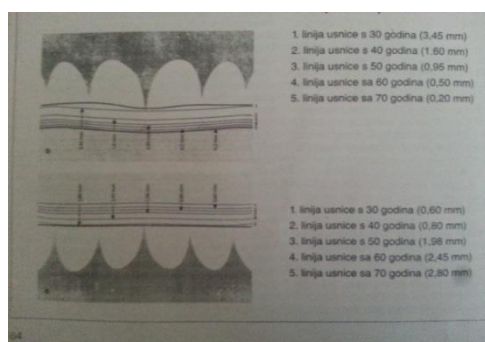 1. linija usnice s 30 godina (3,45 mm)
2. linija usnice s 40 godina (1,60 mm)
3. linija usnice s 50 godina (0,95 mm)
4. linija usnice sa 60 godina (0,50 mm)
5. linija usnice sa 70 godina (0,20 mm)
1. linija usnice s 30 godina (0,60 mm)
2. linija usnice s 40 godina (0,80 mm)
3. linija usnice s 50 godina (1,98 mm)
4. linija usnice sa 60 godina (2,45 mm)
5. linija usnice sa 70 godina (2,80 mm)
64